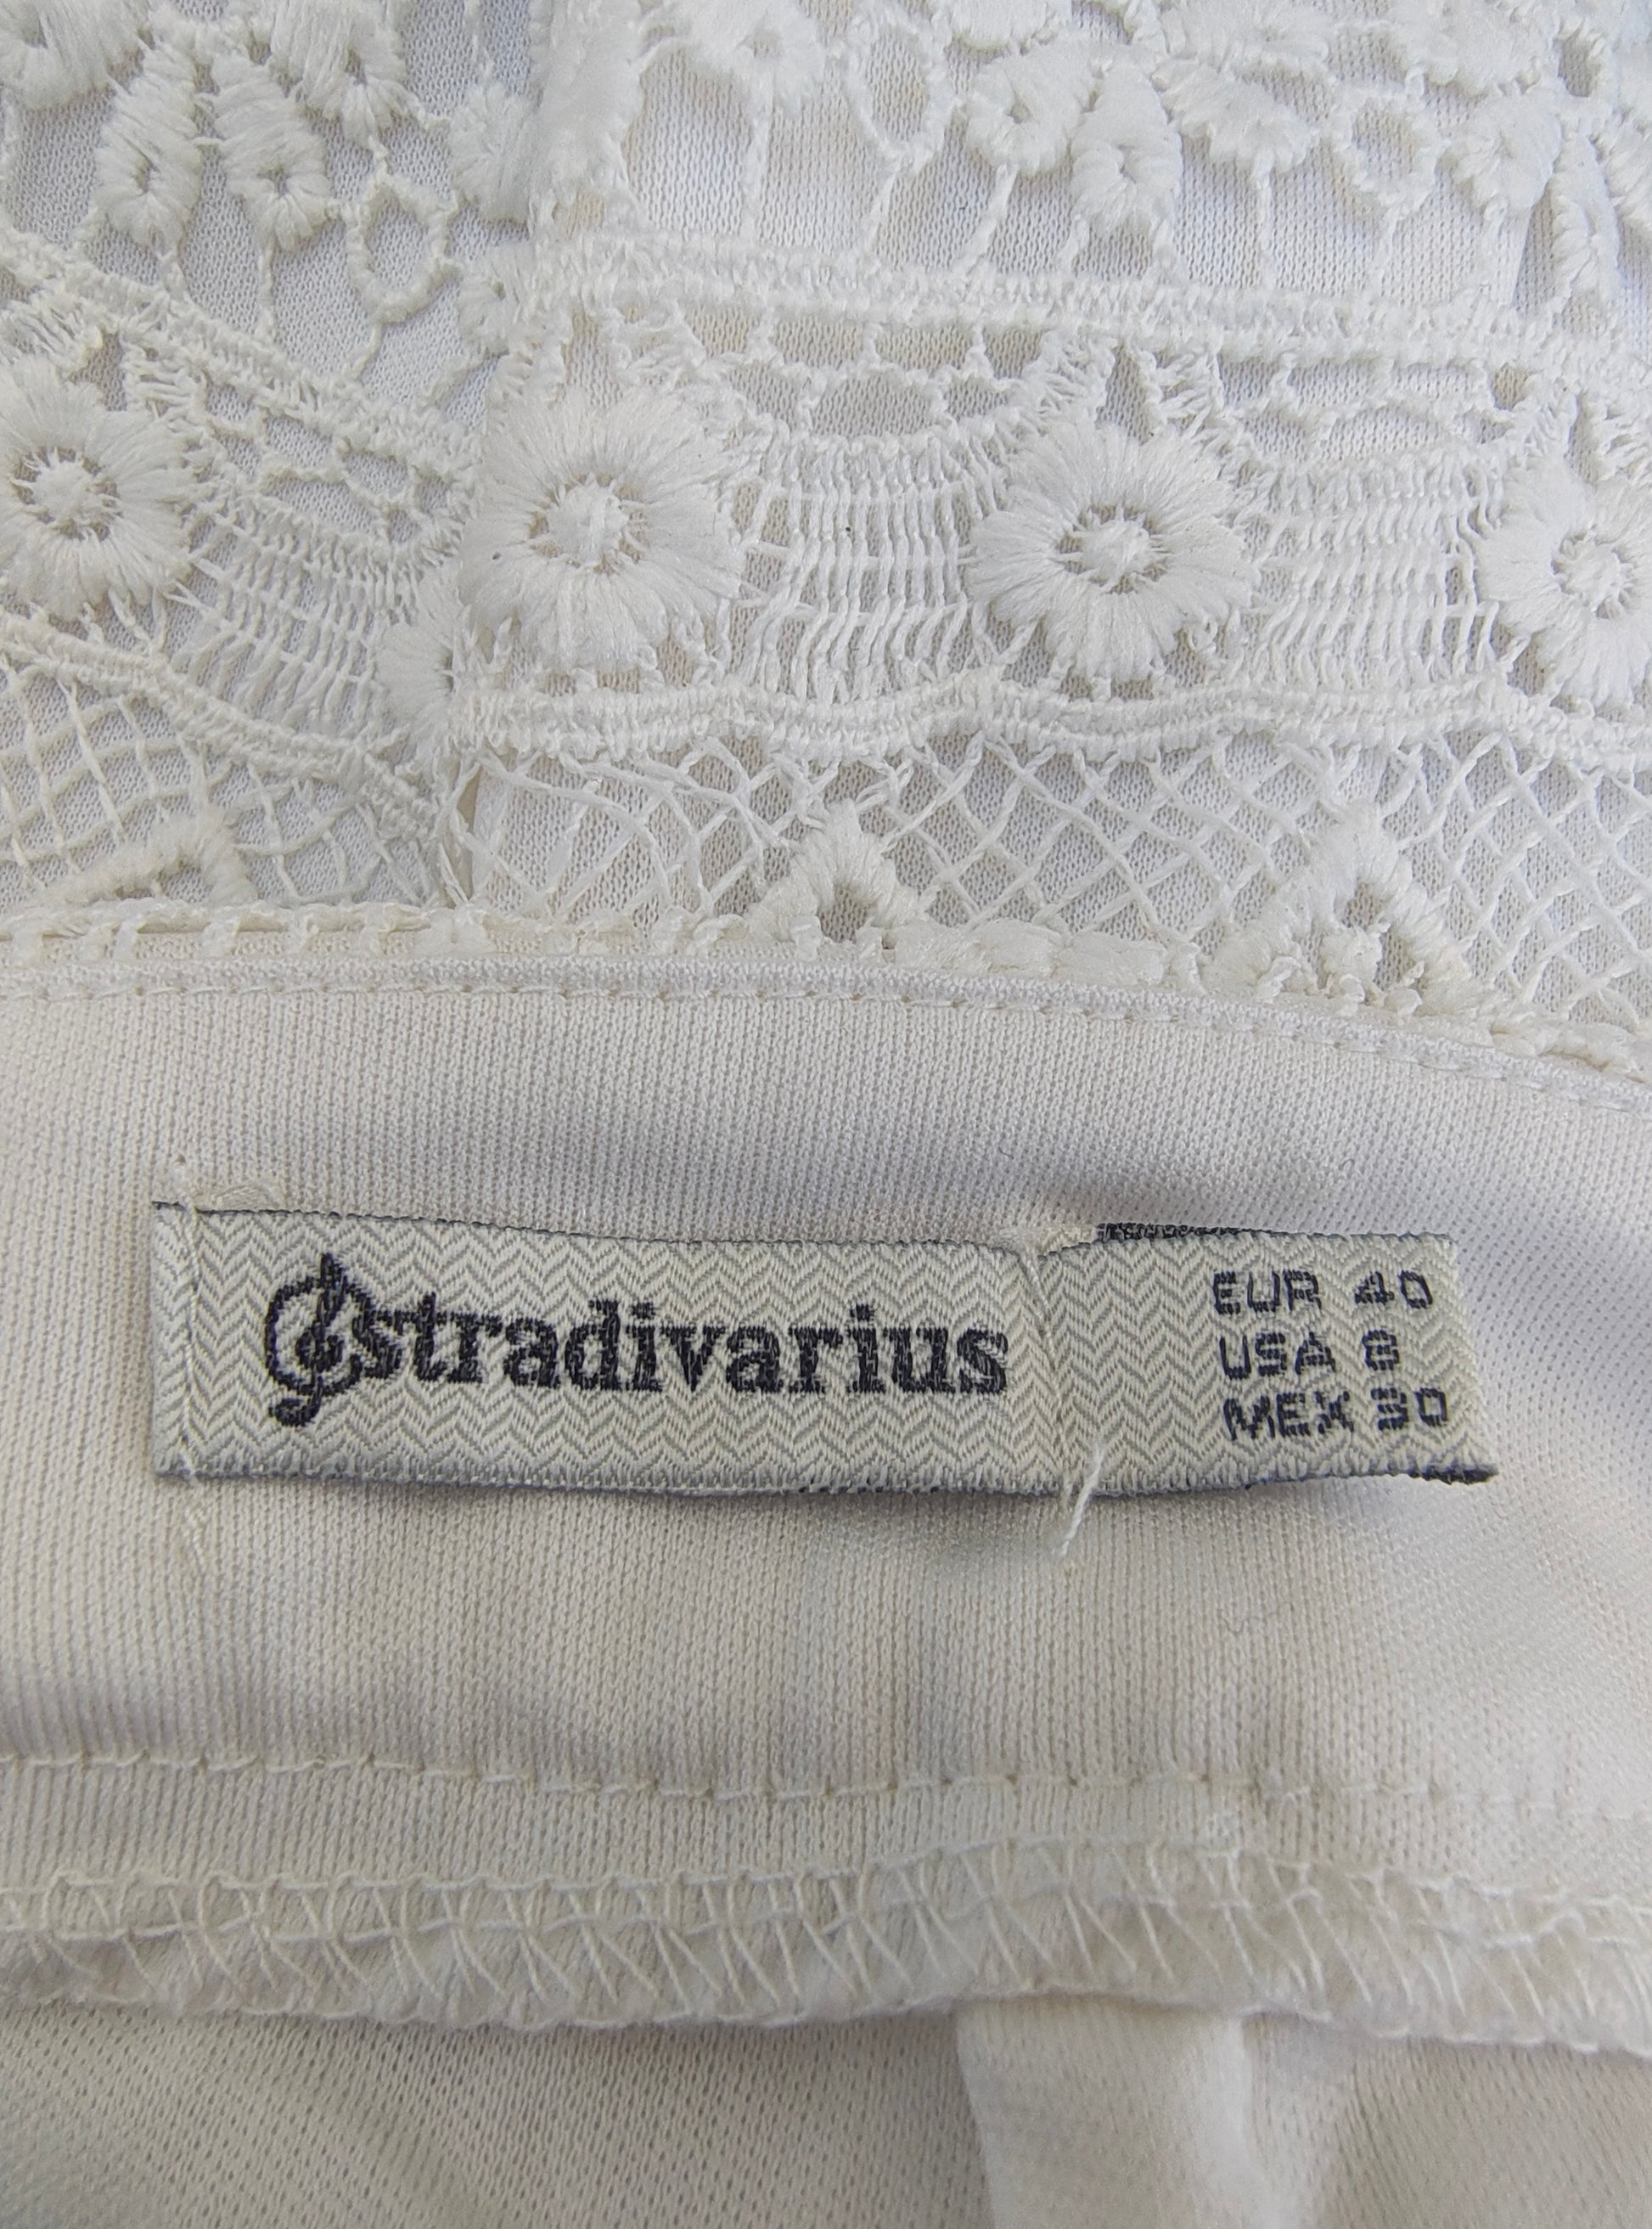 stradivarius
EUR 40
USA 8
MEX 30